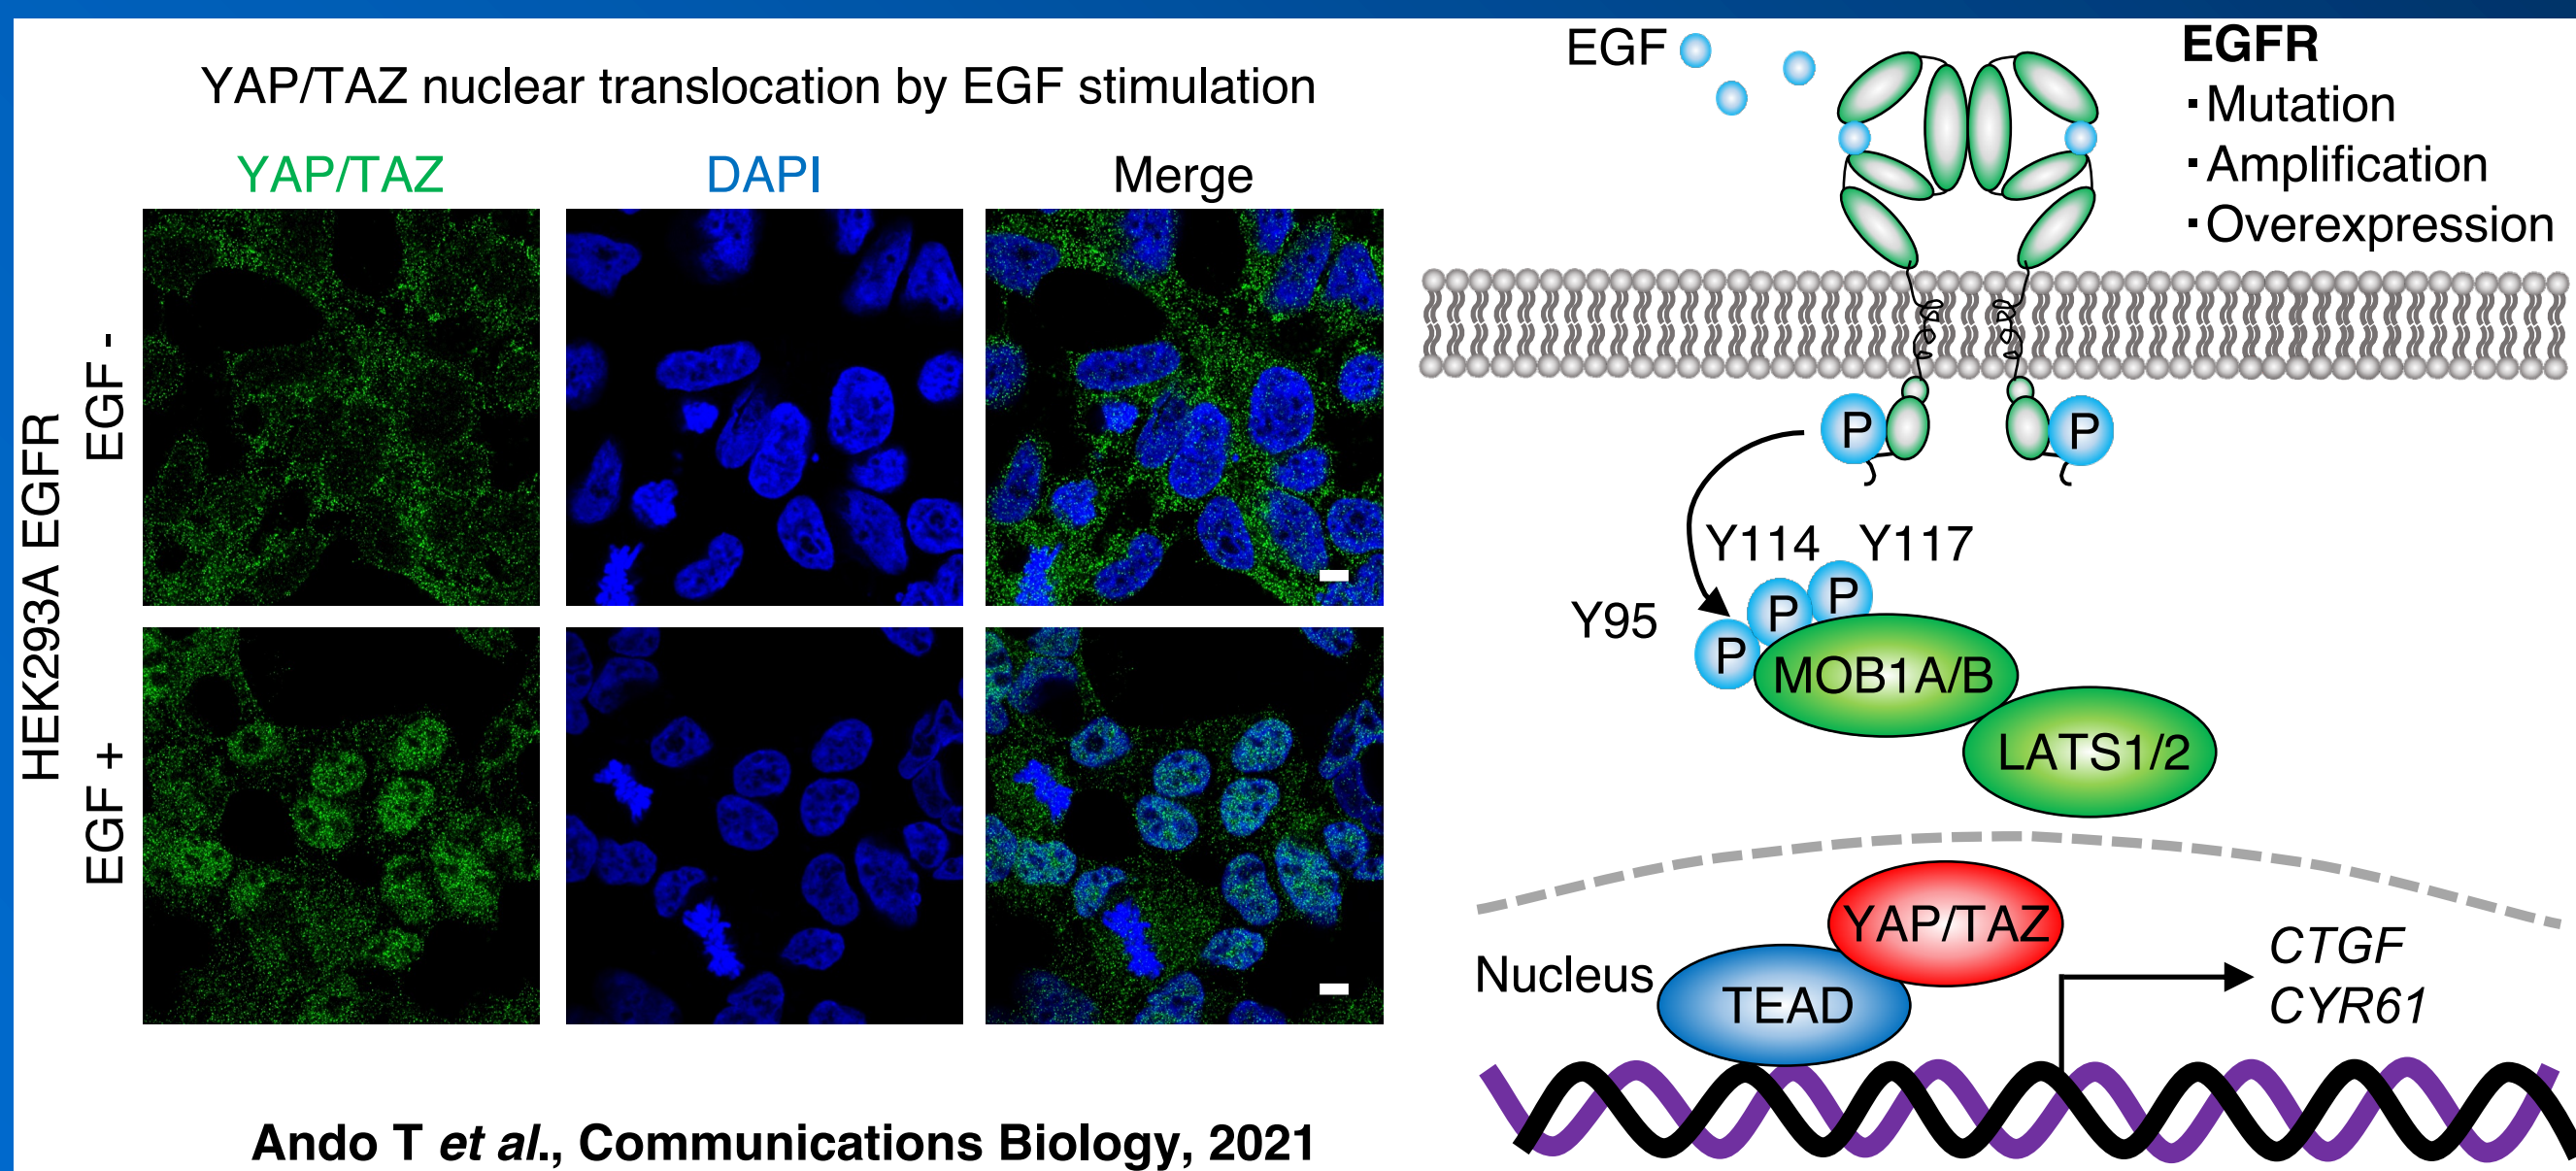 YAP/TAZ nuclear translocation by EGF stimulation
YAP/TAZ
DAPI
Merge
HEK293A EGFR
EGF -
EGF +
Ando T et al., Communications Biology, 2021
EGF
EGFR
・Mutation
・Amplification
・Overexpression
P
P
Y114
Y117
Y95
P
P
P
MOB1A/B
LATS1/2
YAP/TAZ
Nucleus
TEAD
CTGF
CYR61